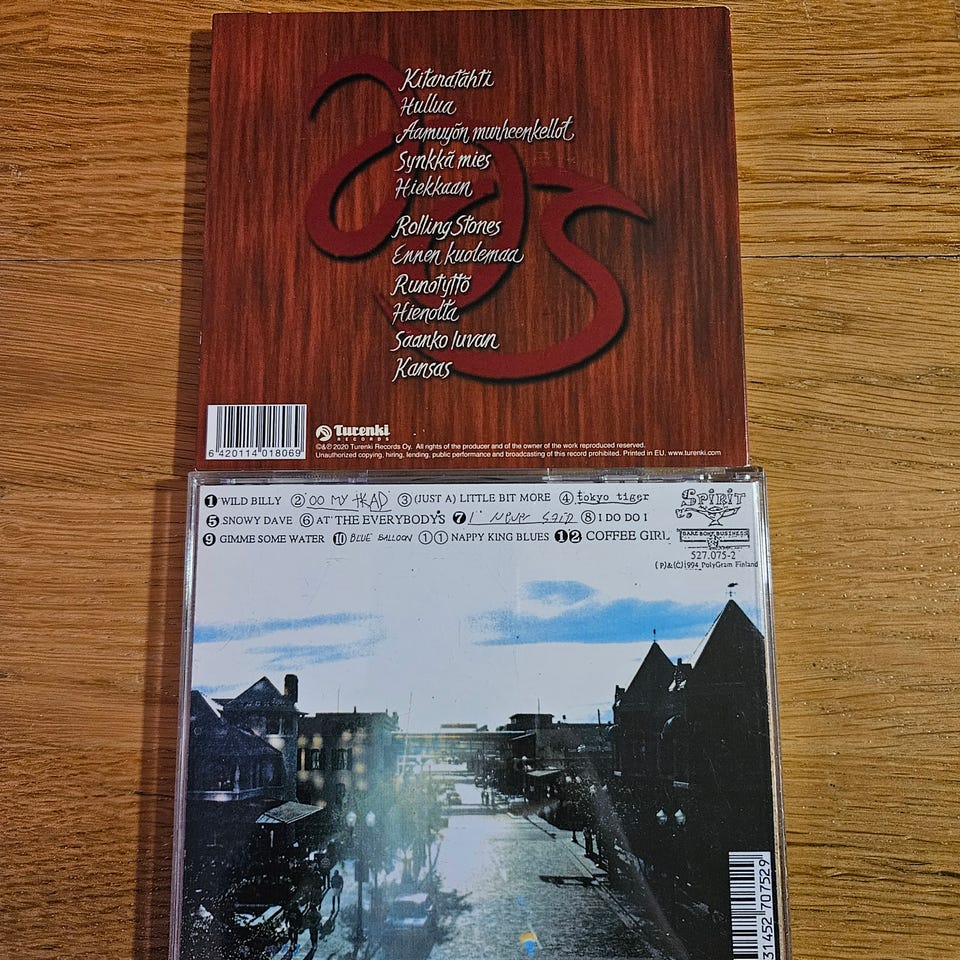 Kitaratähti
Hullua
Aamuyön murheenkellot
Synkkä mies
Hiekkaan
Rolling Stones
Ennen kuolemaa
Runotyttö
Hienolta
Saanko luvan
Kansas
6 420114 018069
Turenki
RECORDS
©&℗ 2020 Turenki Records Oy. All rights of the producer and of the owner of the work reproduced reserved.
Unauthorized copying, hiring, lending, public performance and broadcasting of this record prohibited. Printed in EU. www.turenki.com
1 WILD BILLY 2 OO MY HEAD 3 (JUST A) LITTLE BIT MORE 4 tokyo tiger
5 SNOWY DAVE 6 AT THE EVERYBODY'S 7 I NEVER SAID 8 I DO DO I
9 GIMME SOME WATER 10 BLUE BALLOON 11 NAPPY KING BLUES 12 COFFEE GIRL
SPIRIT
BARE BONE BUSINESS
527.075-2
(P)&(C)1994 PolyGram Finland
31452 707529